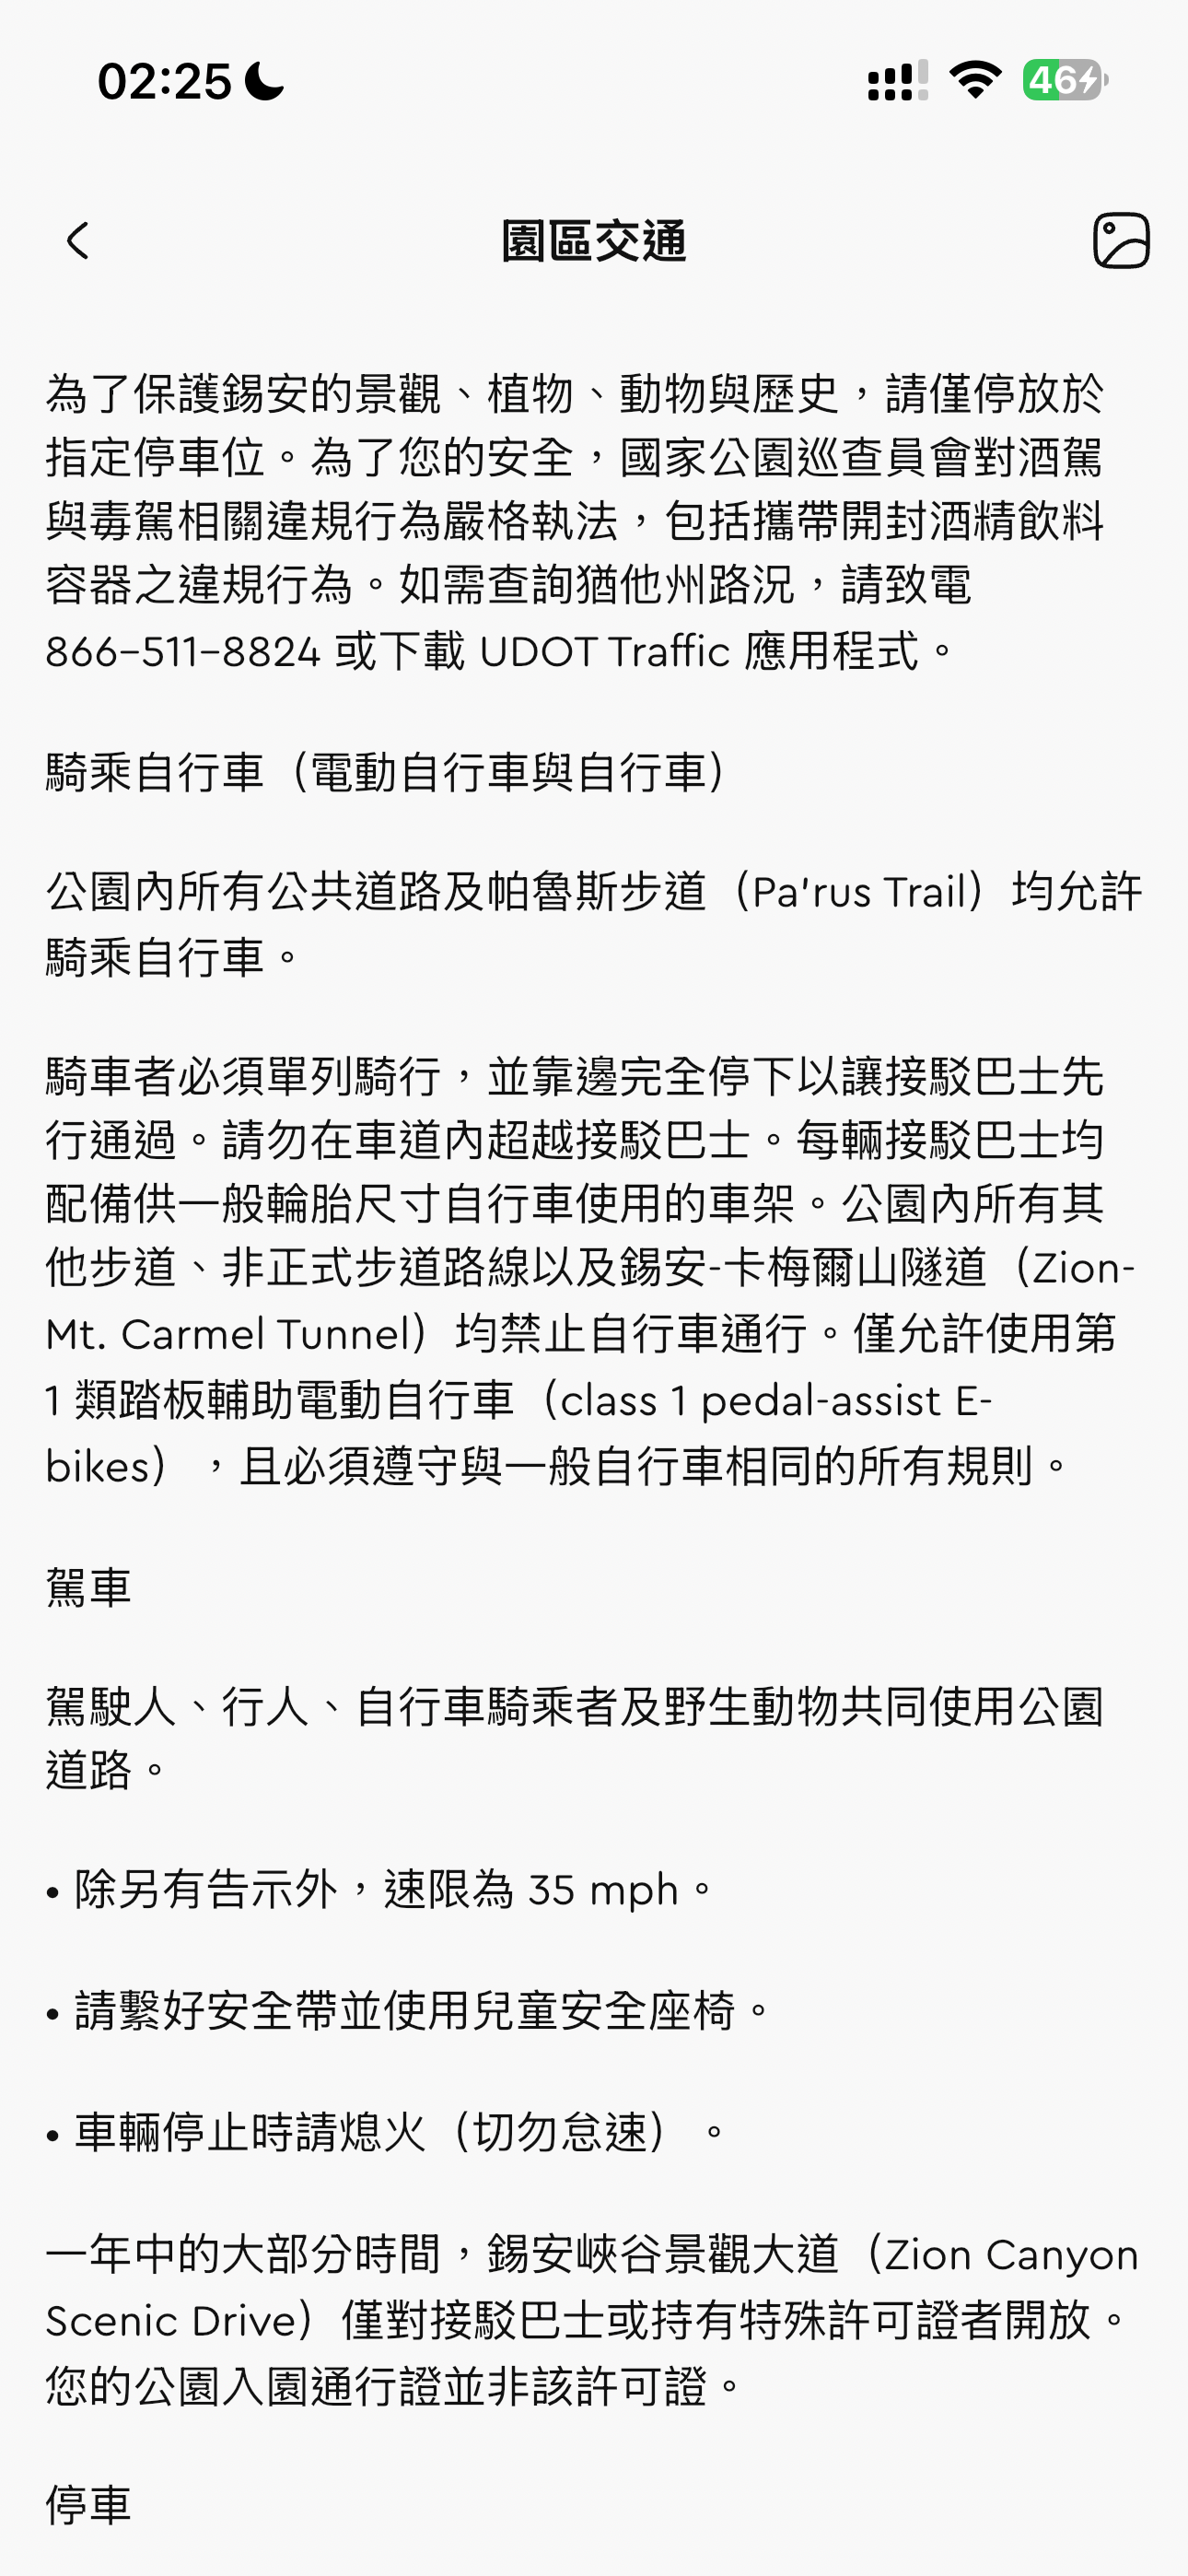 02:25
46
園區交通
為了保護錫安的景觀、植物、動物與歷史，請僅停放於
指定停車位。為了您的安全，國家公園巡查員會對酒駕
與毒駕相關違規行為嚴格執法，包括攜帶開封酒精飲料
容器之違規行為。如需查詢猶他州路況，請致電
866-511-8824 或下載 UDOT Traffic 應用程式。
騎乘自行車（電動自行車與自行車）
公園內所有公共道路及帕魯斯步道（Pa'rus Trail）均允許
騎乘自行車。
騎車者必須單列騎行，並靠邊完全停下以讓接駁巴士先
行通過。請勿在車道內超越接駁巴士。每輛接駁巴士均
配備供一般輪胎尺寸自行車使用的車架。公園內所有其
他步道、非正式步道路線以及錫安-卡梅爾山隧道（Zion-
Mt. Carmel Tunnel）均禁止自行車通行。僅允許使用第
1 類踏板輔助電動自行車（class 1 pedal-assist E-
bikes），且必須遵守與一般自行車相同的所有規則。
駕車
駕駛人、行人、自行車騎乘者及野生動物共同使用公園
道路。
• 除另有告示外，速限為 35 mph。
• 請繫好安全帶並使用兒童安全座椅。
• 車輛停止時請熄火（切勿怠速）。
一年中的大部分時間，錫安峽谷景觀大道（Zion Canyon
Scenic Drive）僅對接駁巴士或持有特殊許可證者開放。
您的公園入園通行證並非該許可證。
停車